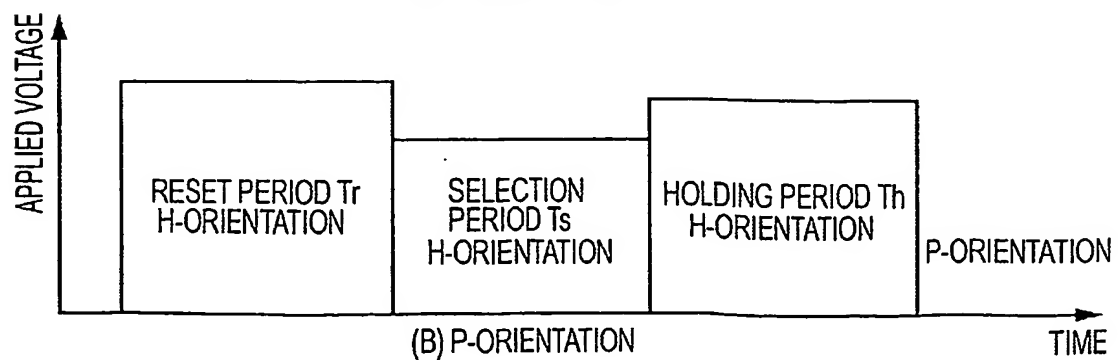 APPLIED VOLTAGE
RESET PERIOD Tr
H-ORIENTATION
SELECTION
PERIOD Ts
H-ORIENTATION
HOLDING PERIOD Th
H-ORIENTATION
P-ORIENTATION
(B) P-ORIENTATION
TIME